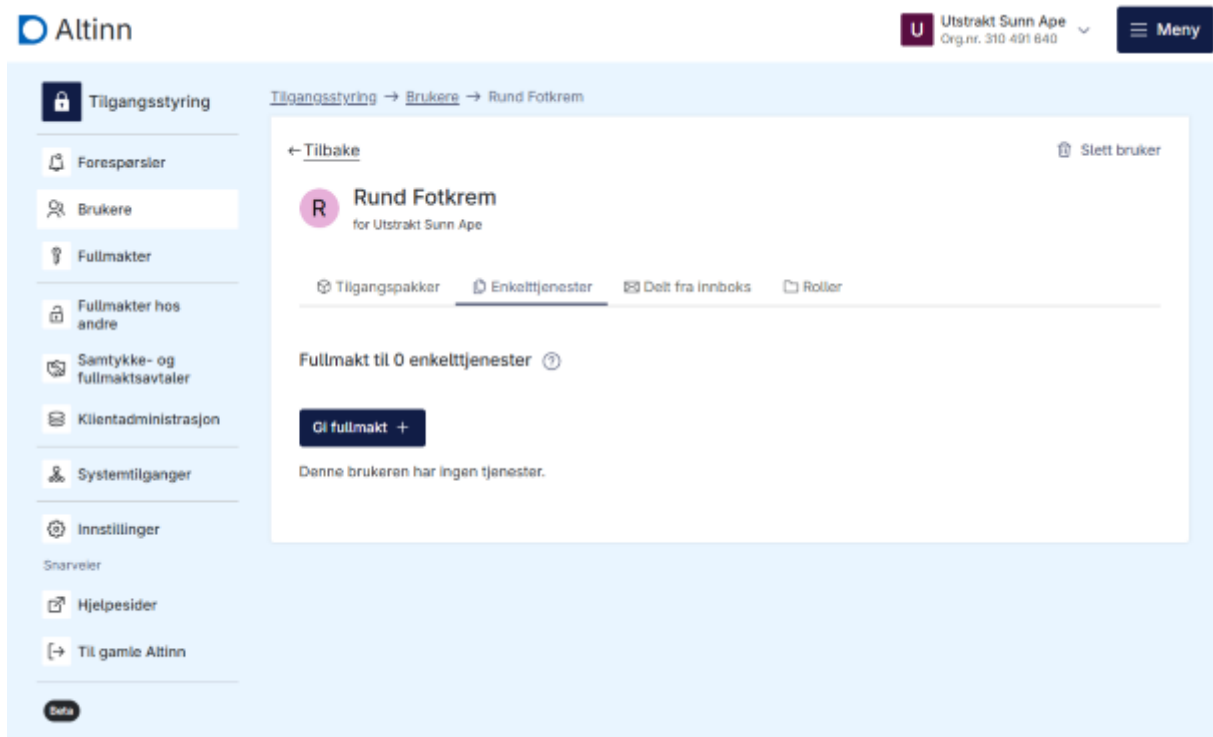 Altinn
U
Utstrakt Sunn Ape
Org.nr. 310 491 640
Meny
Tilgangsstyring
Forespørsler
Brukere
Fullmakter
Fullmakter hos
andre
Samtykke- og
fullmaktsavtaler
Klientadministrasjon
Systemtilganger
Innstillinger
Snarveier
Hjelpesider
Til gamle Altinn
Beta
Tilgangsstyring → Brukere → Rund Fotkrem
← Tilbake
Slett bruker
R
Rund Fotkrem
for Utstrakt Sunn Ape
Tilgangspakker Enkelttjenester Delt fra innboks Roller
Fullmakt til 0 enkelttjenester ?
Gi fullmakt +
Denne brukeren har ingen tjenester.